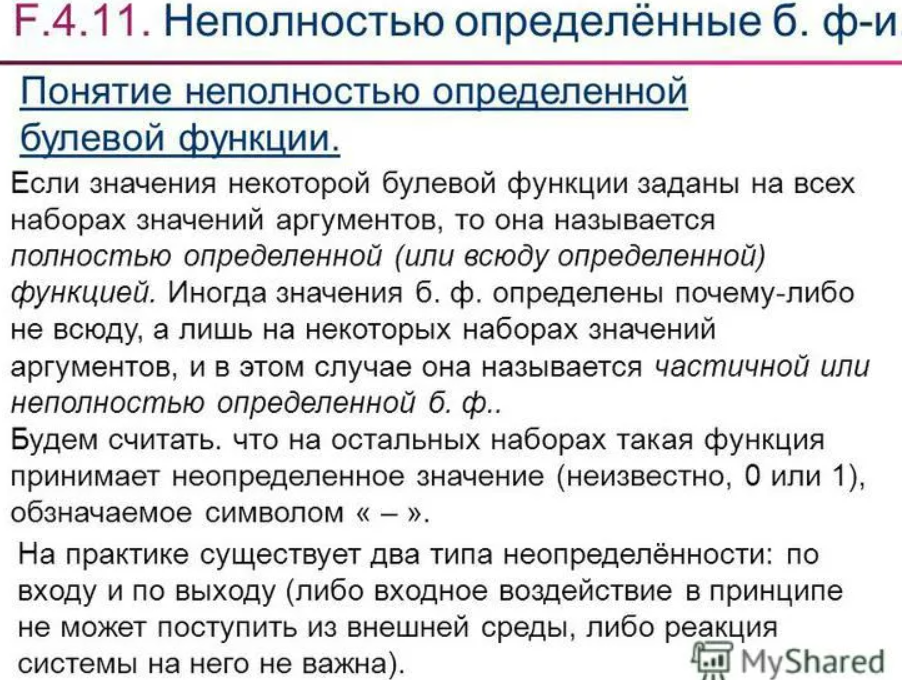 F.4.11. Неполностью определённые б. ф-и.
Понятие неполностью определенной
булевой функции.
Если значения некоторой булевой функции заданы на всех
наборах значений аргументов, то она называется
полностью определенной (или всюду определенной)
функцией. Иногда значения б. ф. определены почему-либо
не всюду, а лишь на некоторых наборах значений
аргументов, и в этом случае она называется частичной или
неполностью определенной б. ф..
Будем считать. что на остальных наборах такая функция
принимает неопределенное значение (неизвестно, 0 или 1),
обзначаемое символом « – ».
На практике существует два типа неопределённости: по
входу и по выходу (либо входное воздействие в принципе
не может поступить из внешней среды, либо реакция
системы на него не важна).
MyShared